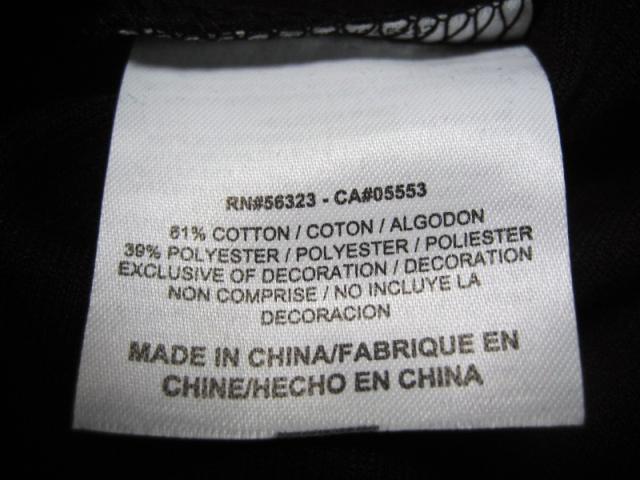 RN#56323 - CA#05553
61% COTTON / COTON / ALGODON
39% POLYESTER / POLYESTER / POLIESTER
EXCLUSIVE OF DECORATION / DECORATION
NON COMPRISE / NO INCLUYE LA
DECORACION
MADE IN CHINA/FABRIQUE EN
CHINE/HECHO EN CHINA